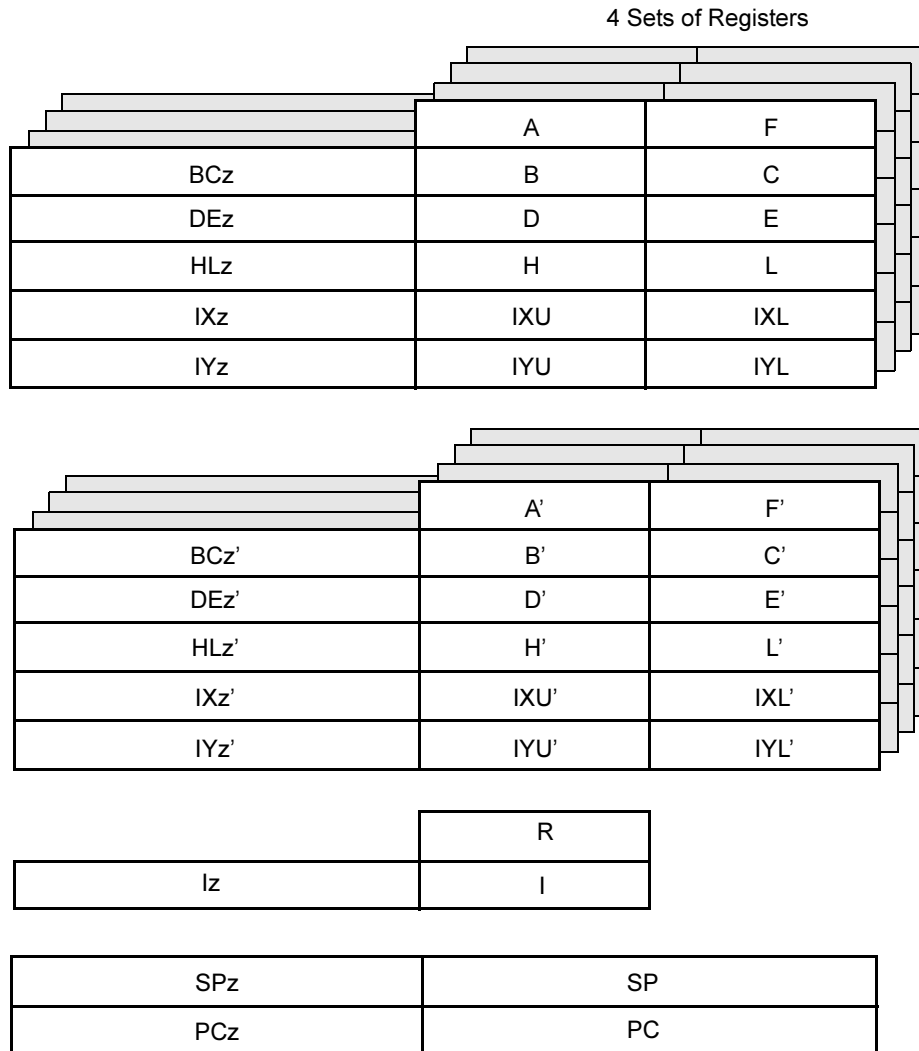 4 Sets of Registers
A F
BCz B C
DEz D E
HLz H L
IXz IXU IXL
IYz IYU IYL
A’ F’
BCz’ B’ C’
DEz’ D’ E’
HLz’ H’ L’
IXz’ IXU’ IXL’
IYz’ IYU’ IYL’
R
Iz I
SPz SP
PCz PC